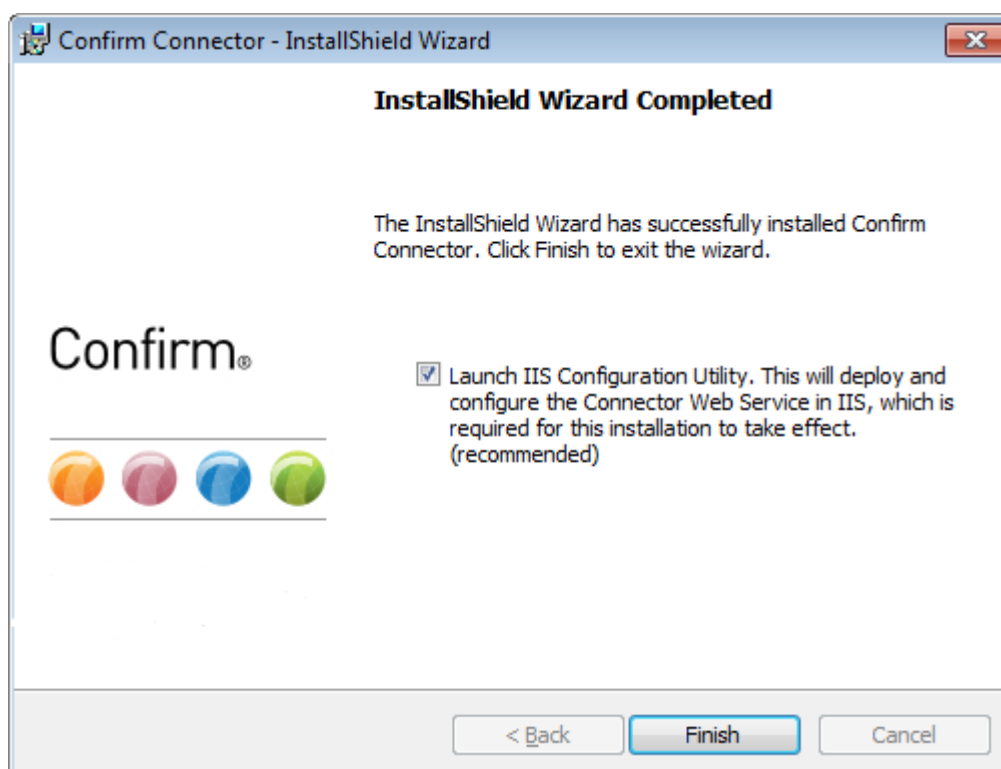 Confirm Connector - InstallShield Wizard
InstallShield Wizard Completed
The InstallShield Wizard has successfully installed Confirm
Connector. Click Finish to exit the wizard.
Confirm®
Launch IIS Configuration Utility. This will deploy and
configure the Connector Web Service in IIS, which is
required for this installation to take effect.
(recommended)
< Back
Finish
Cancel